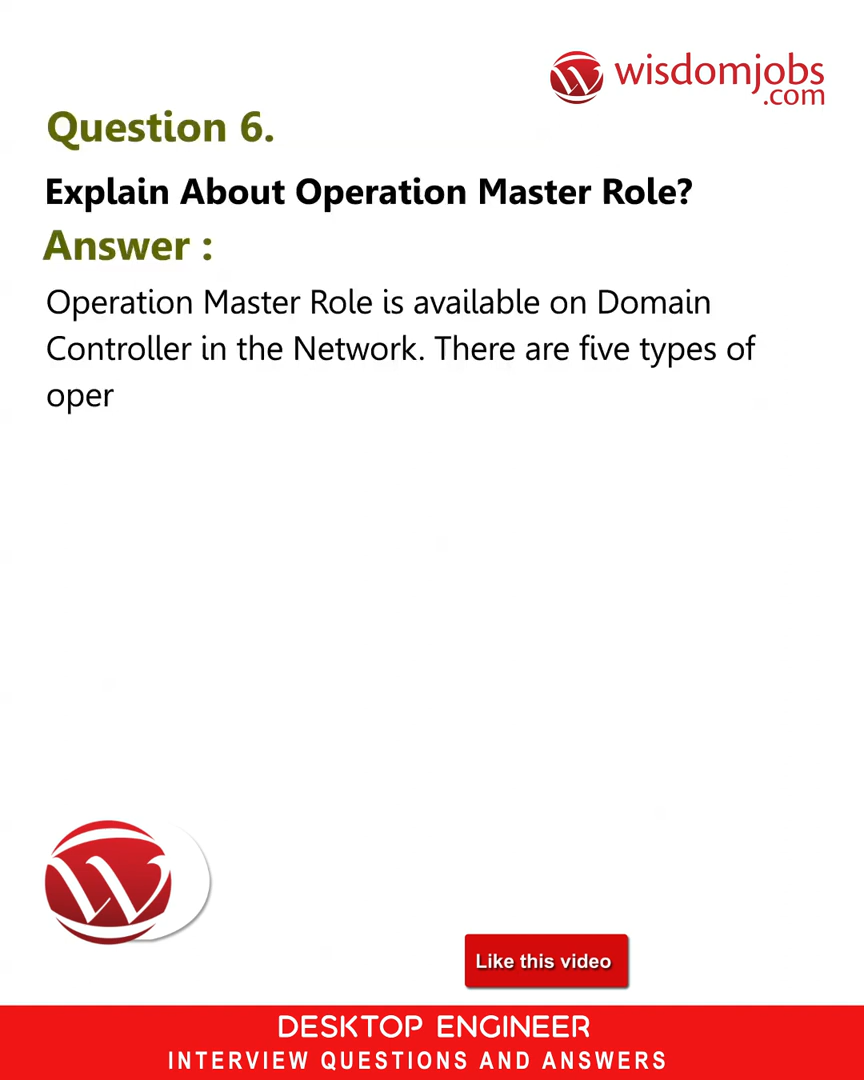 wisdomjobs
.com
Question 6.
Explain About Operation Master Role?
Answer :
Operation Master Role is available on Domain
Controller in the Network. There are five types of
oper
W
Like this video
DESKTOP ENGINEER
INTERVIEW QUESTIONS AND ANSWERS